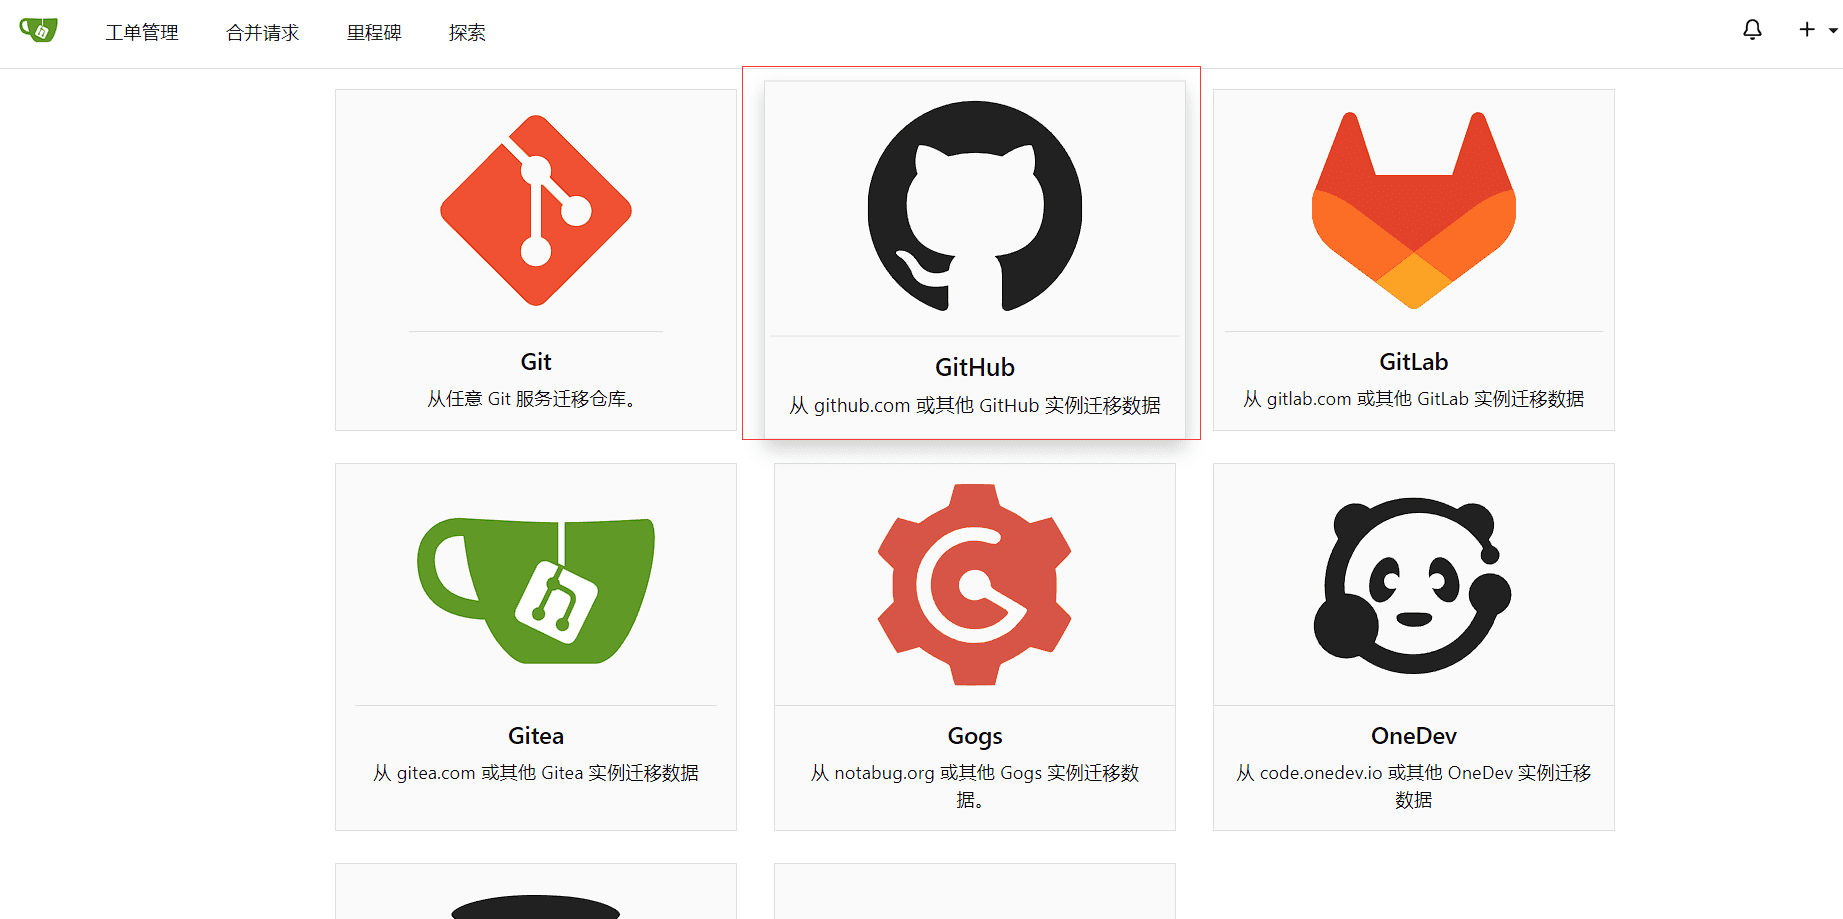 工单管理 合并请求 里程碑 探索
Git
从任意 Git 服务迁移仓库。
GitHub
从 github.com 或其他 GitHub 实例迁移数据
GitLab
从 gitlab.com 或其他 GitLab 实例迁移数据
Gitea
从 gitea.com 或其他 Gitea 实例迁移数据
Gogs
从 notabug.org 或其他 Gogs 实例迁移数
据。
OneDev
从 code.onedev.io 或其他 OneDev 实例迁移
数据